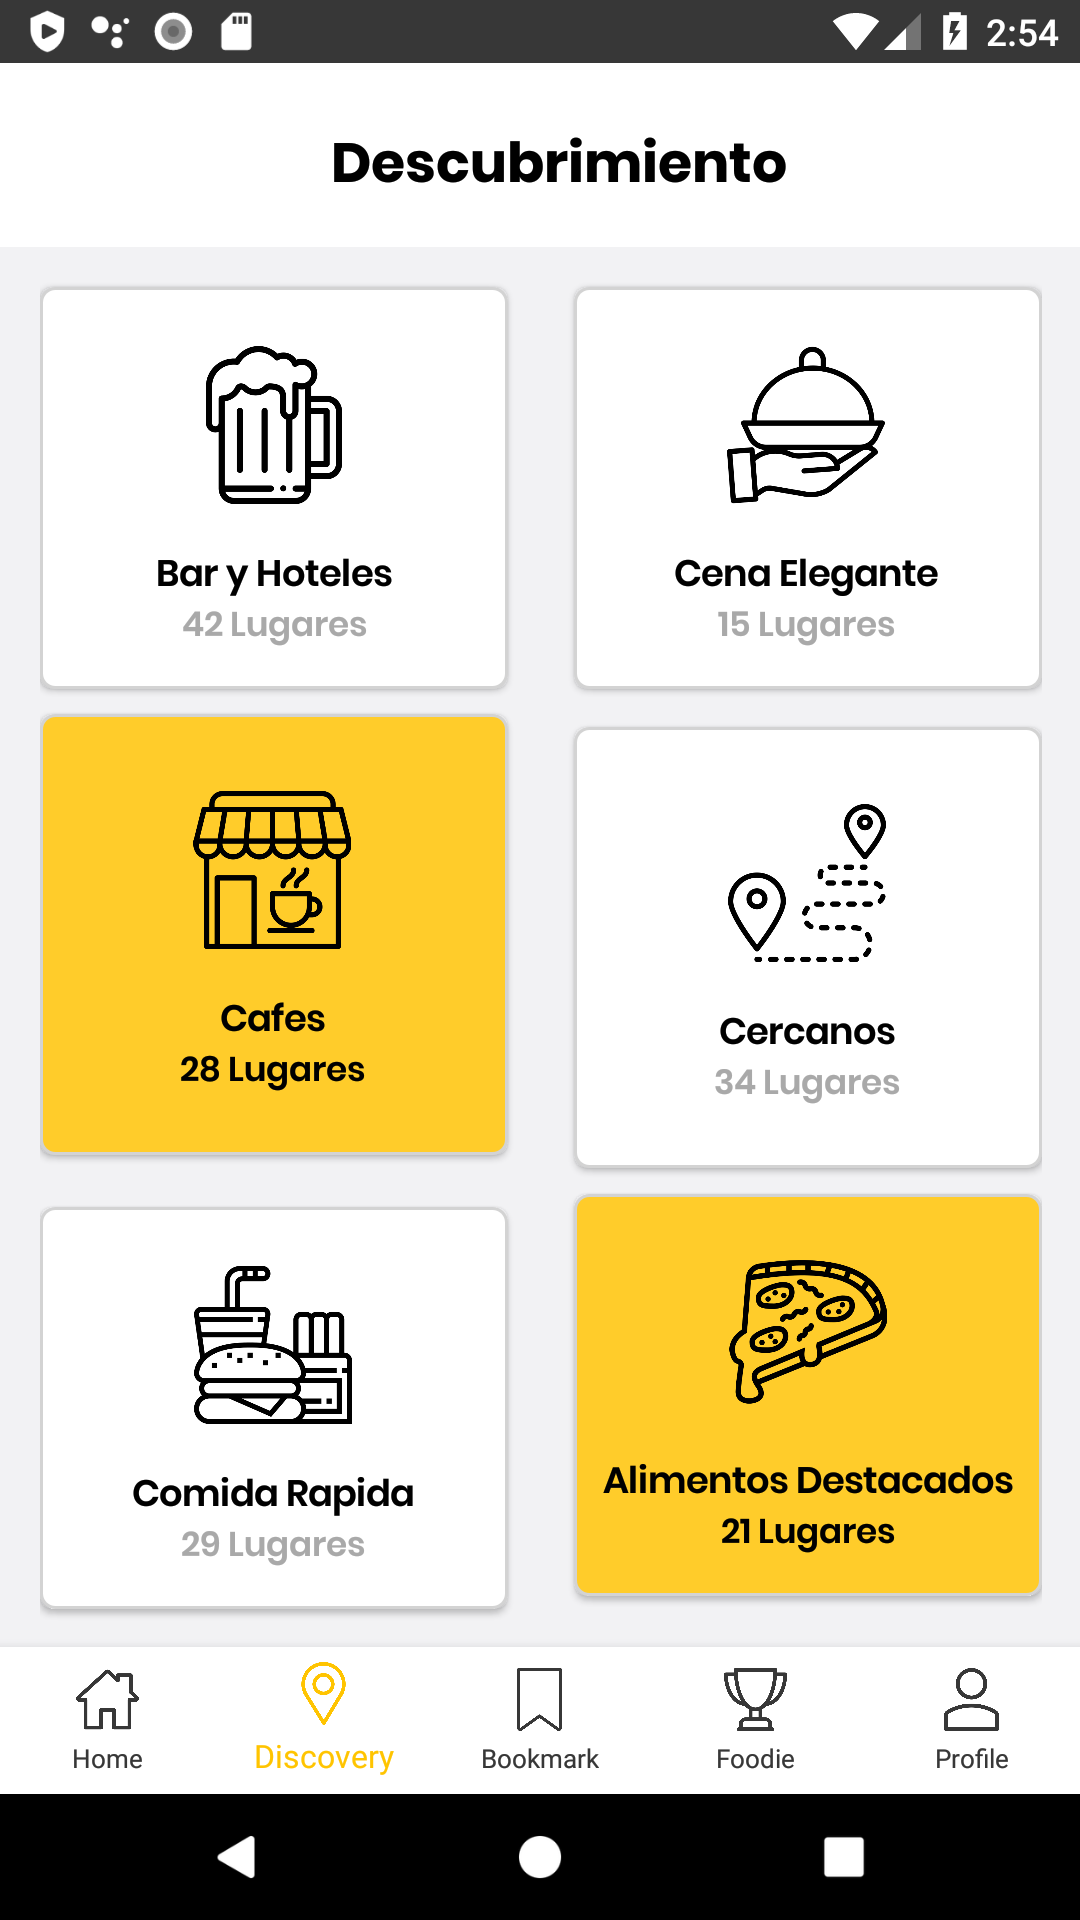 2:54
Descubrimiento
Bar y Hoteles
42 Lugares
Cena Elegante
15 Lugares
Cafes
28 Lugares
Cercanos
34 Lugares
Comida Rapida
29 Lugares
Alimentos Destacados
21 Lugares
Home
Discovery
Bookmark
Foodie
Profile